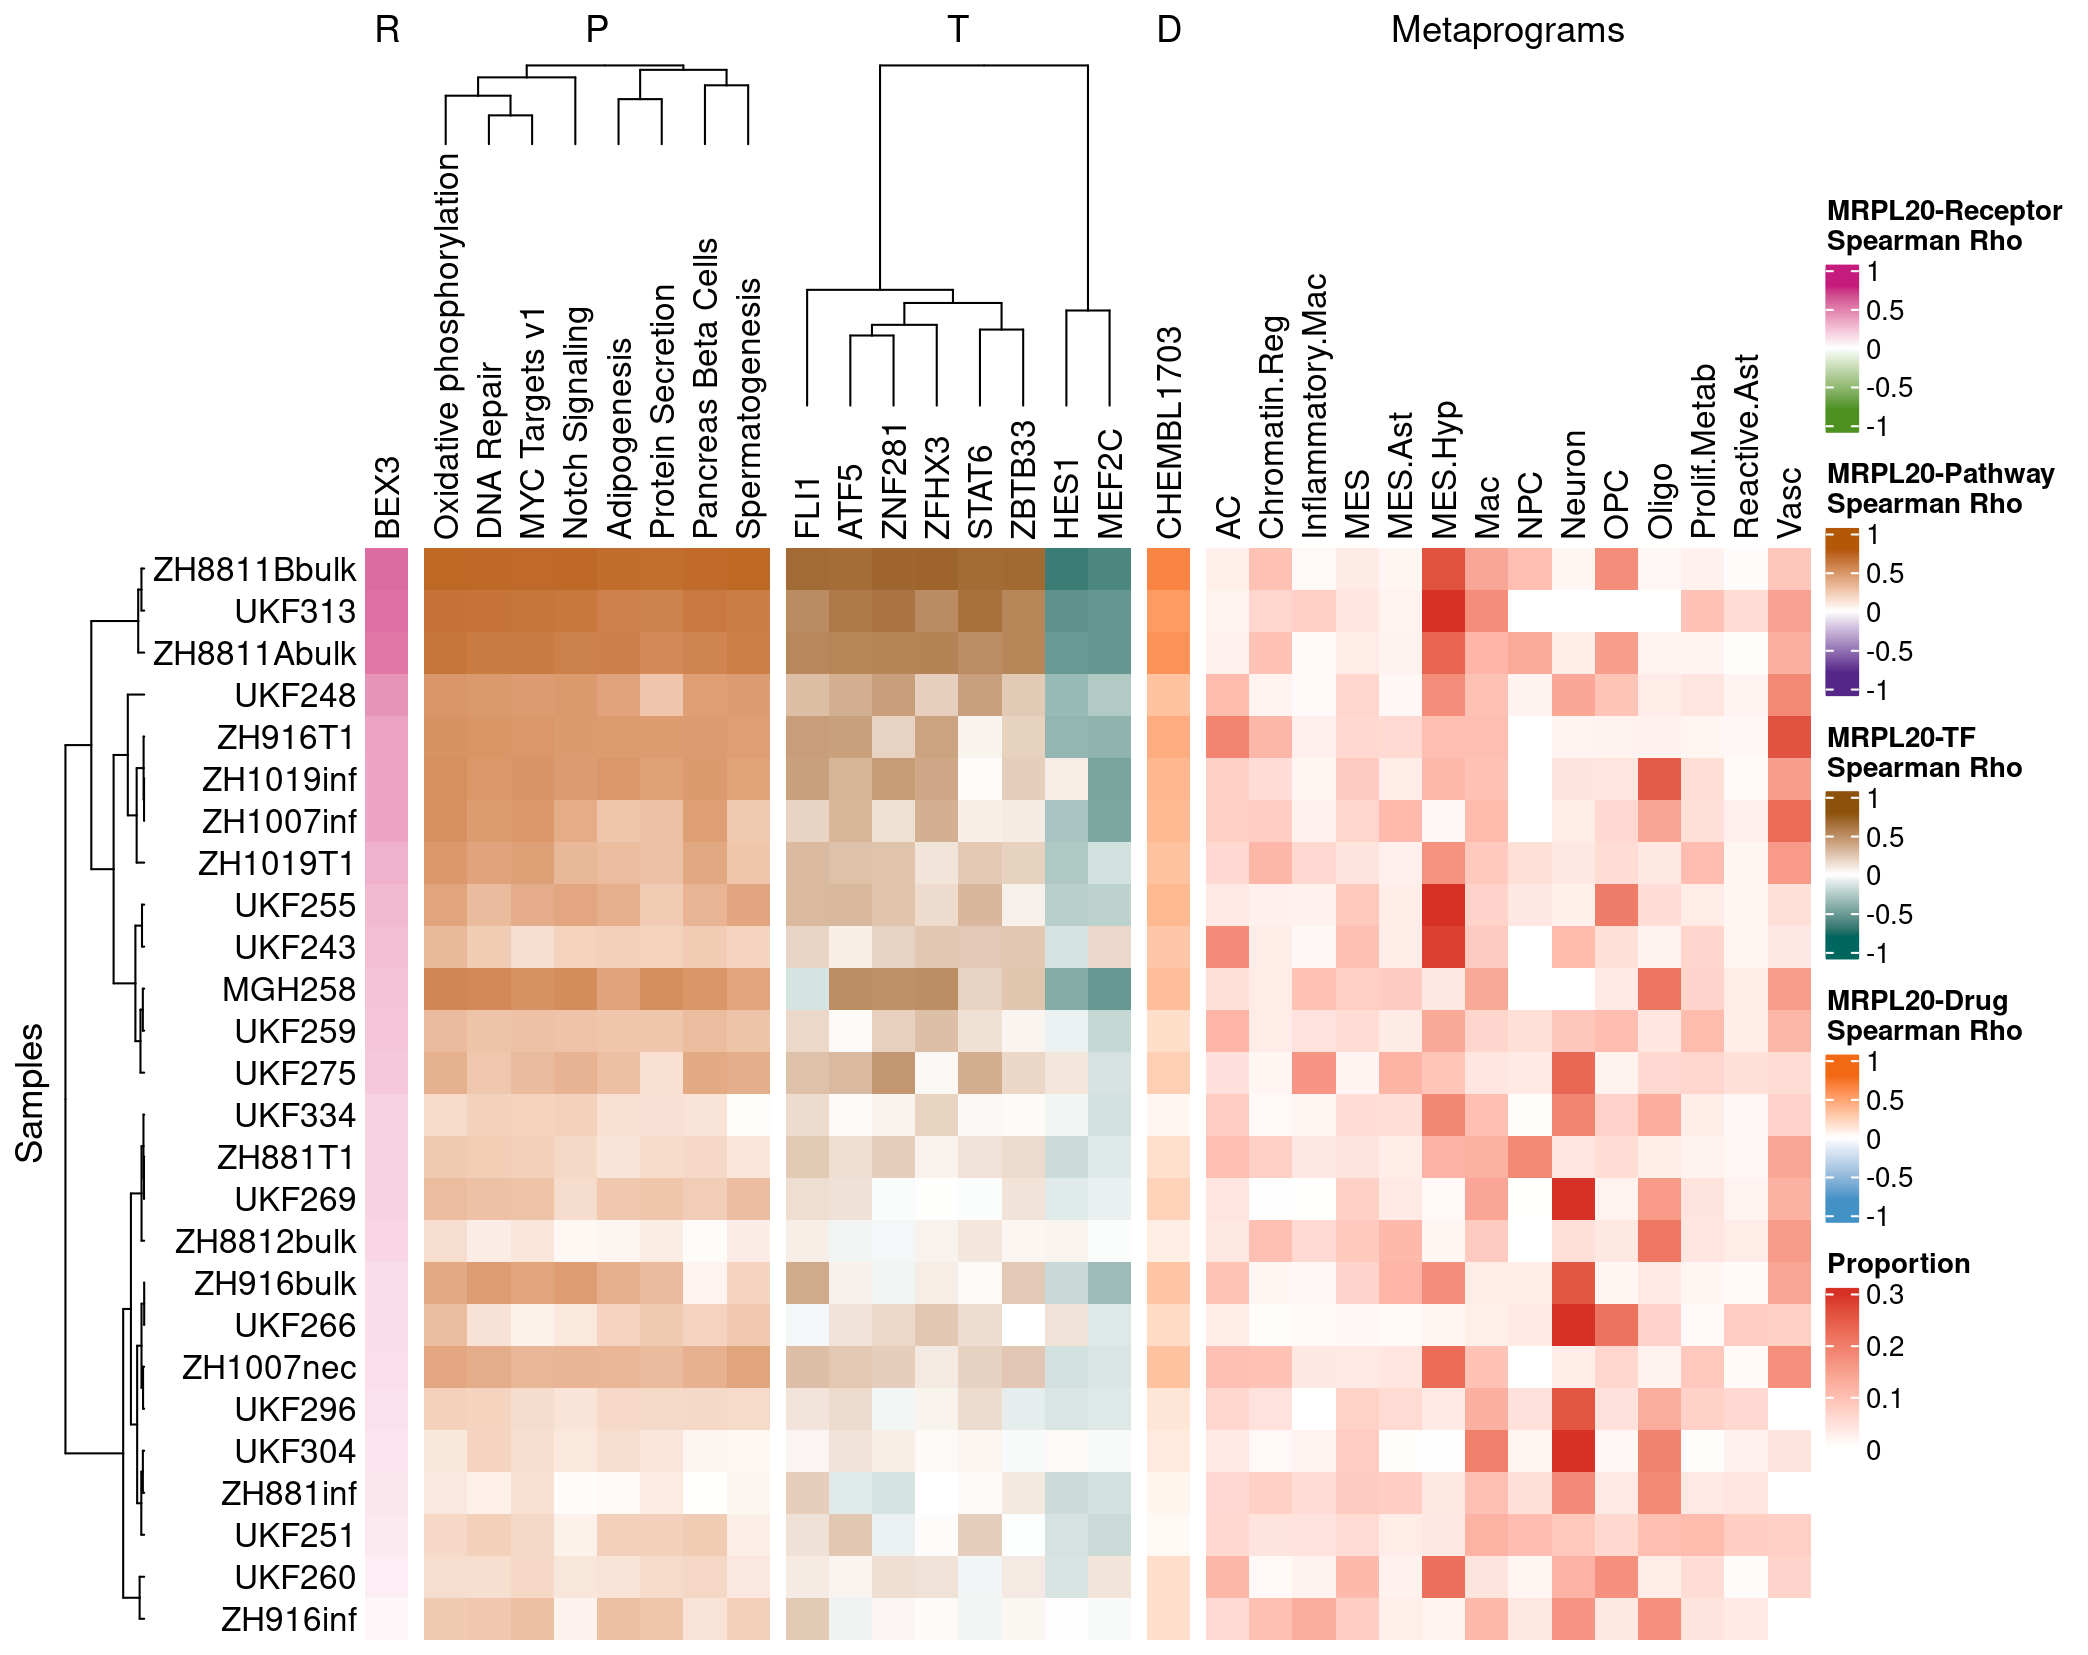 R
P
T
D
Metaprograms
BEX3
Oxidative phosphorylation
DNA Repair
MYC Targets v1
Notch Signaling
Adipogenesis
Protein Secretion
Pancreas Beta Cells
Spermatogenesis
FLI1
ATF5
ZNF281
ZFHX3
STAT6
ZBTB33
HES1
MEF2C
CHEMBL1703
AC
Chromatin.Reg
Inflammatory.Mac
MES
MES.Ast
MES.Hyp
Mac
NPC
Neuron
OPC
Oligo
Prolif.Metab
Reactive.Ast
Vasc
Samples
ZH8811Bbulk
UKF313
ZH8811Abulk
UKF248
ZH916T1
ZH1019inf
ZH1007inf
ZH1019T1
UKF255
UKF243
MGH258
UKF259
UKF275
UKF334
ZH881T1
UKF269
ZH8812bulk
ZH916bulk
UKF266
ZH1007nec
UKF296
UKF304
ZH881inf
UKF251
UKF260
ZH916inf
MRPL20-Receptor
Spearman Rho
1
0.5
0
-0.5
-1
MRPL20-Pathway
Spearman Rho
1
0.5
0
-0.5
-1
MRPL20-TF
Spearman Rho
1
0.5
0
-0.5
-1
MRPL20-Drug
Spearman Rho
1
0.5
0
-0.5
-1
Proportion
0.3
0.2
0.1
0